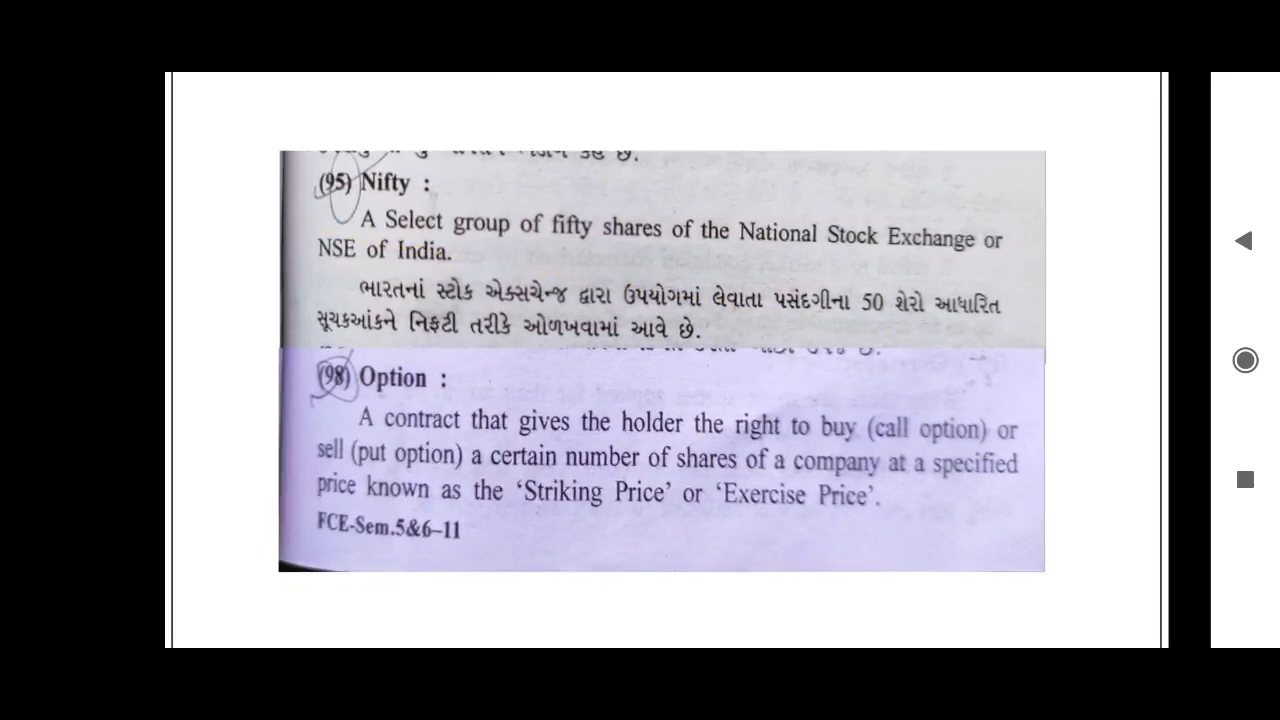 (95) Nifty :
A Select group of fifty shares of the National Stock Exchange or
NSE of India.
ભારતનાં સ્ટોક એક્સચેન્જ દ્વારા ઉપયોગમાં લેવાતા પસંદગીના 50 શેરો આધારિત
સૂચકઆંકને નિફ્ટી તરીકે ઓળખવામાં આવે છે.
(98) Option :
A contract that gives the holder the right to buy (call option) or
sell (put option) a certain number of shares of a company at a specified
price known as the ‘Striking Price’ or ‘Exercise Price’.
FCE-Sem.5&6–11